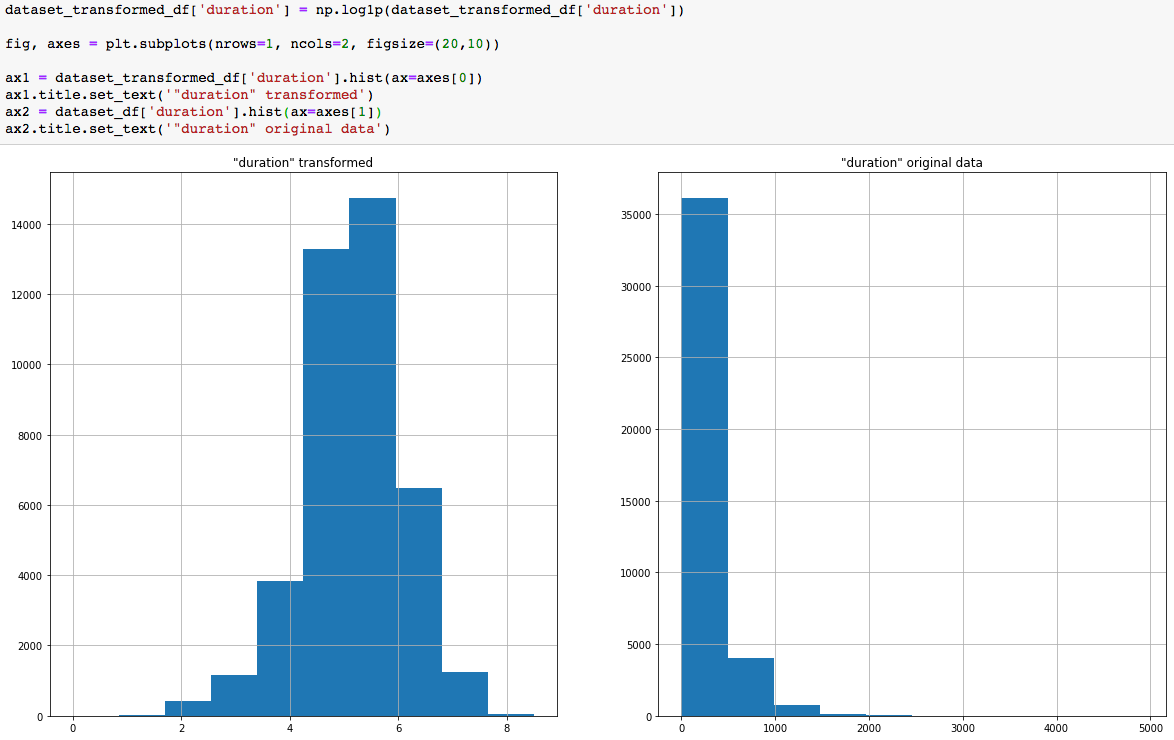 dataset_transformed_df['duration'] = np.log1p(dataset_transformed_df['duration'])
fig, axes = plt.subplots(nrows=1, ncols=2, figsize=(20,10))
ax1 = dataset_transformed_df['duration'].hist(ax=axes[0])
ax1.title.set_text('"duration" transformed')
ax2 = dataset_df['duration'].hist(ax=axes[1])
ax2.title.set_text('"duration" original data')
"duration" transformed
14000
12000
10000
8000
6000
4000
2000
0
0 2 4 6 8
"duration" original data
35000
30000
25000
20000
15000
10000
5000
0
0 1000 2000 3000 4000 5000